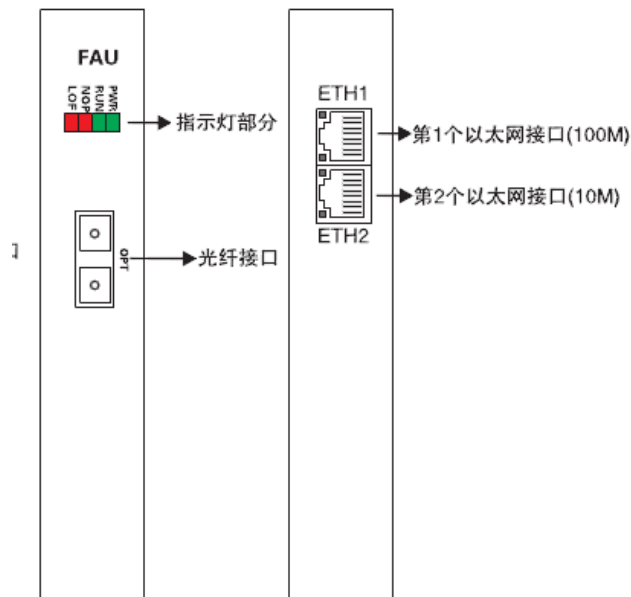 FAU
LOF
NOP
RUN
PWR
指示灯部分
OPT
光纤接口
ETH1
第1个以太网接口(100M)
第2个以太网接口(10M)
ETH2